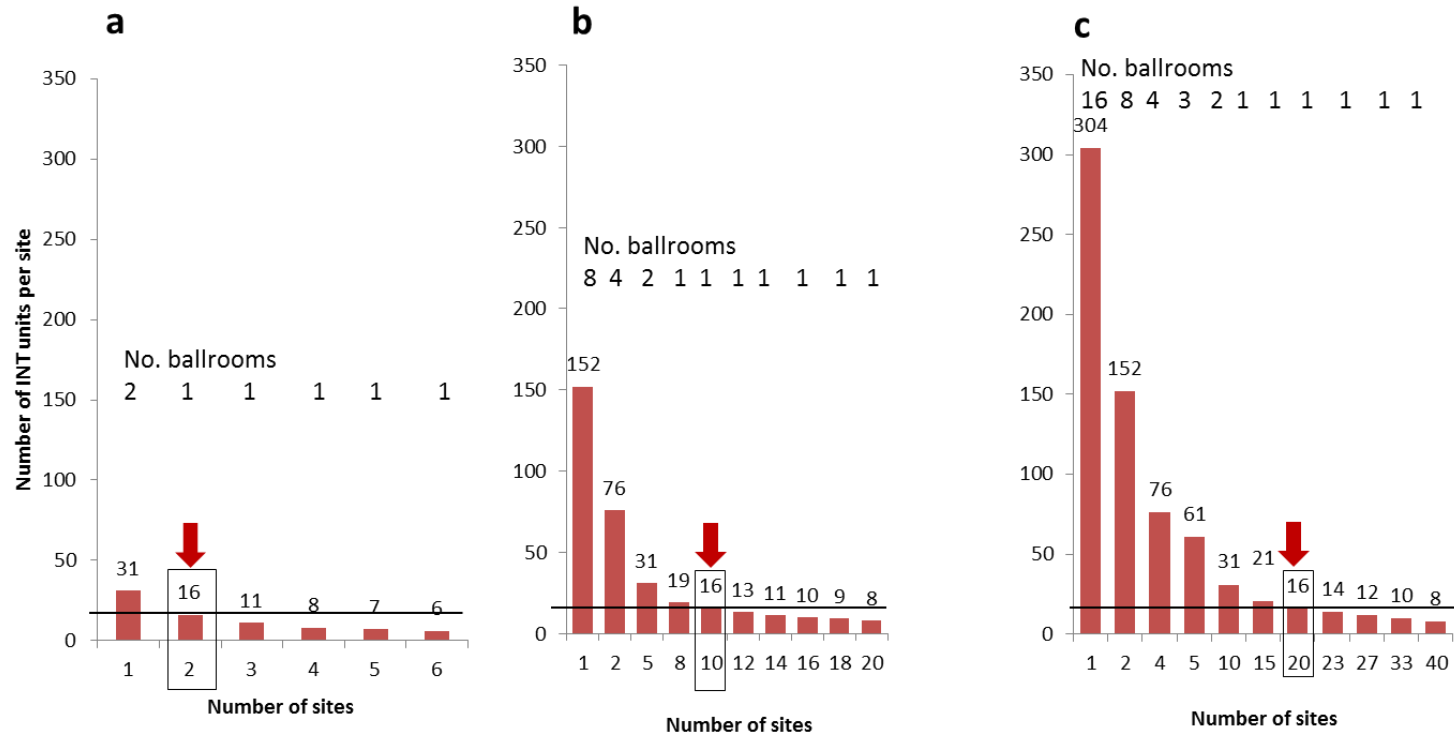 a
Number of INT units per site
350
300
250
200
150
100
50
0
No. ballrooms
2 1 1 1 1 1
31 16 11 8 7 6
1 2 3 4 5 6
Number of sites
b
350
300
250
200
150
100
50
0
No. ballrooms
8 4 2 1 1 1 1 1 1 1
152 76 31 19 16 13 11 10 9 8
1 2 5 8 10 12 14 16 18 20
Number of sites
c
350
300
250
200
150
100
50
0
No. ballrooms
16 8 4 3 2 1 1 1 1 1 1
304 152 76 61 31 21 16 14 12 10 8
1 2 4 5 10 15 20 23 27 33 40
Number of sites